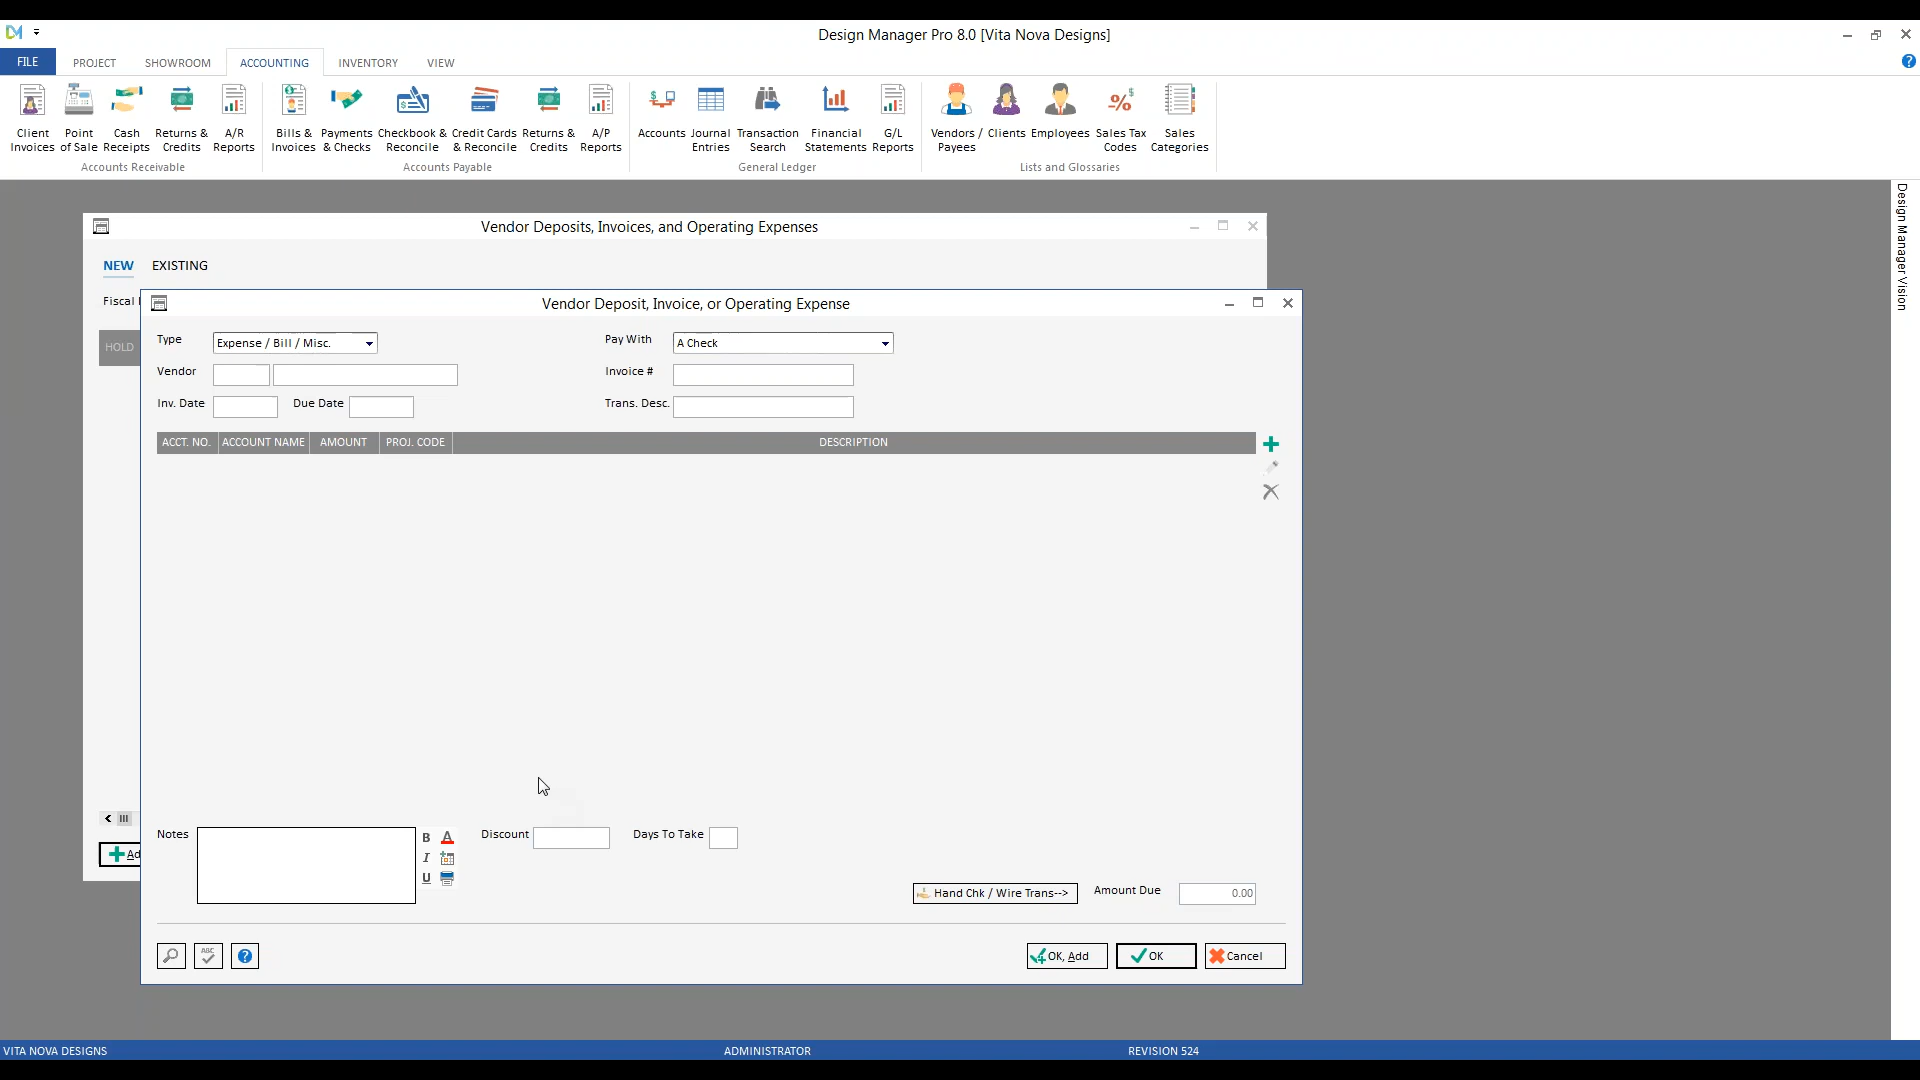 Design Manager Pro 8.0 [Vita Nova Designs]
FILE PROJECT SHOWROOM ACCOUNTING INVENTORY VIEW
Client Invoices
Point of Sale
Cash Receipts
Returns & Credits
A/R Reports
Accounts Receivable
Bills & Invoices
Payments & Checks
Checkbook & Reconcile
Credit Cards & Reconcile
Returns & Credits
A/P Reports
Accounts Payable
Accounts
Journal Entries
Transaction Search
Financial Statements
G/L Reports
General Ledger
Vendors / Payees
Clients
Employees
Sales Tax Codes
Sales Categories
Lists and Glossaries
Design Manager Vision
Vendor Deposits, Invoices, and Operating Expenses
NEW EXISTING
Fiscal
HOLD
Vendor Deposit, Invoice, or Operating Expense
Type Expense / Bill / Misc. Pay With A Check
Vendor Invoice #
Inv. Date Due Date Trans. Desc.
ACCT. NO. ACCOUNT NAME AMOUNT PROJ. CODE DESCRIPTION
Notes B A Discount Days To Take
I
U
Ad
Hand Chk / Wire Trans--> Amount Due 0.00
ABC ? OK, Add OK Cancel
VITA NOVA DESIGNS ADMINISTRATOR REVISION 524